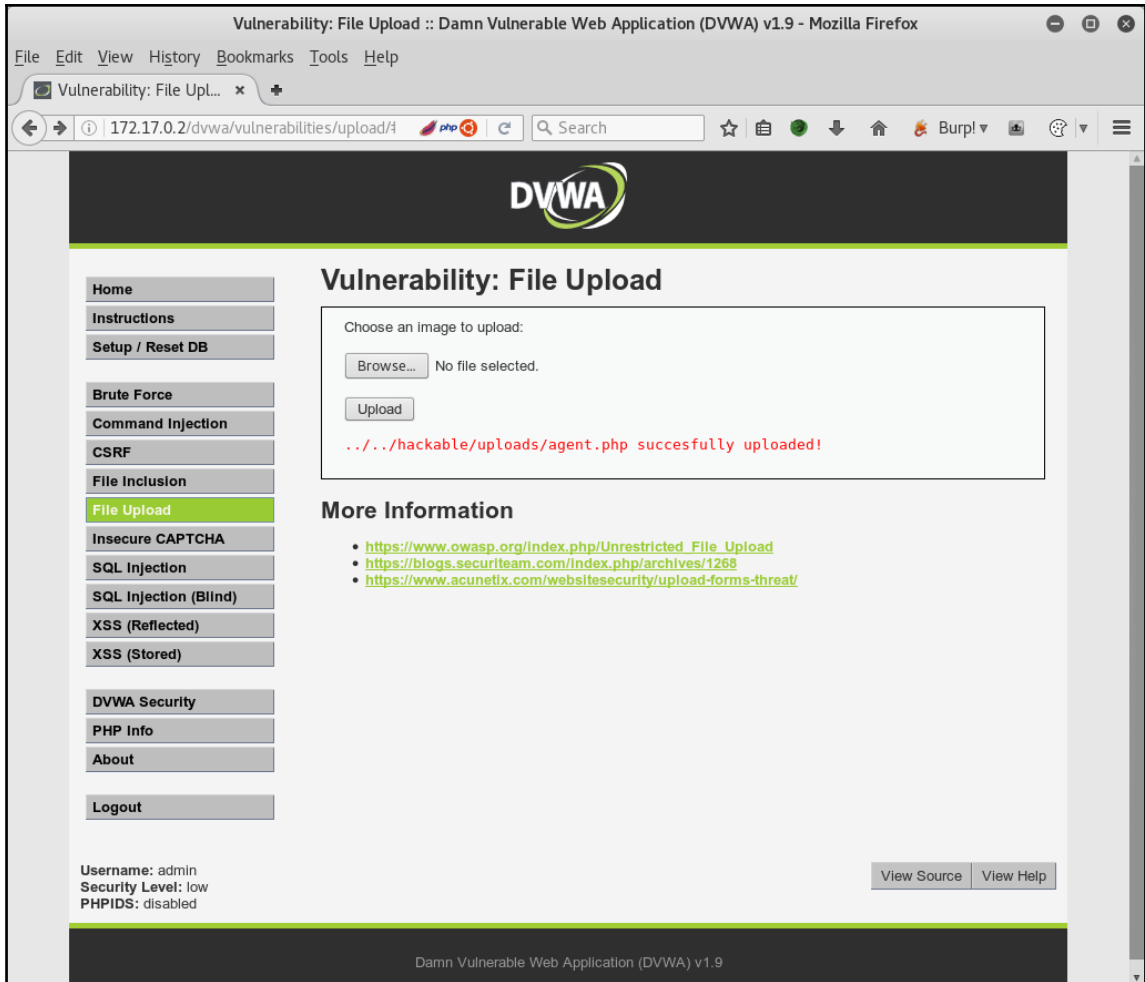 Vulnerability: File Upload :: Damn Vulnerable Web Application (DVWA) v1.9 - Mozilla Firefox
File Edit View History Bookmarks Tools Help
Vulnerability: File Upl...
172.17.0.2/dvwa/vulnerabilities/upload/ php Search Burp!
DVWA
Home
Instructions
Setup / Reset DB
Brute Force
Command Injection
CSRF
File Inclusion
File Upload
Insecure CAPTCHA
SQL Injection
SQL Injection (Blind)
XSS (Reflected)
XSS (Stored)
DVWA Security
PHP Info
About
Logout
Vulnerability: File Upload
Choose an image to upload:
Browse... No file selected.
Upload
../../hackable/uploads/agent.php succesfully uploaded!
More Information
https://www.owasp.org/index.php/Unrestricted_File_Upload
https://blogs.securiteam.com/index.php/archives/1268
https://www.acunetix.com/websitesecurity/upload-forms-threat/
Username: admin
Security Level: low
PHPIDS: disabled
View Source View Help
Damn Vulnerable Web Application (DVWA) v1.9